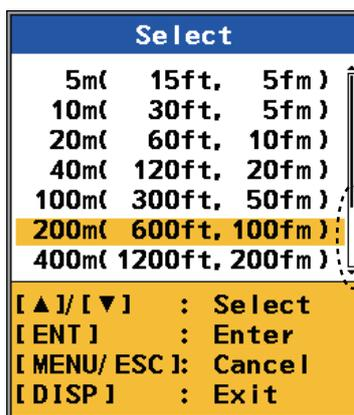 Select
5m( 15ft, 5fm)
10m( 30ft, 5fm)
20m( 60ft, 10fm)
40m( 120ft, 20fm)
100m( 300ft, 50fm)
200m( 600ft, 100fm)
400m( 1200ft, 200fm)
[▲]/[▼] : Select
[ENT] : Enter
[MENU/ESC]: Cancel
[DISP] : Exit